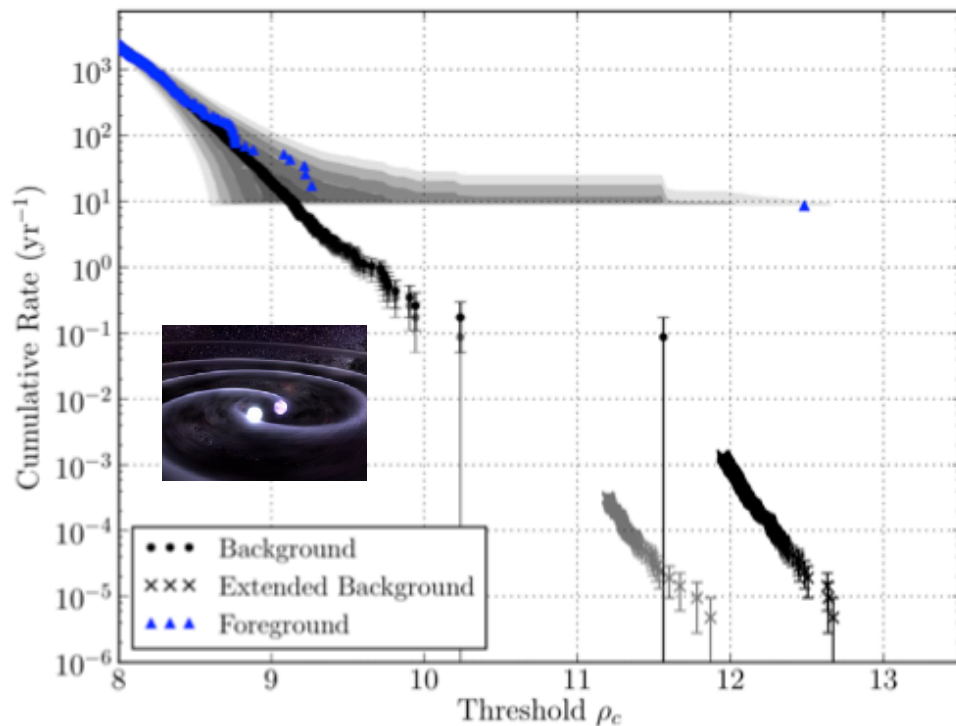 Cumulative Rate (yr⁻¹)
10³
10²
10¹
10⁰
10⁻¹
10⁻²
10⁻³
10⁻⁴
10⁻⁵
10⁻⁶
Background
Extended Background
Foreground
8 9 10 11 12 13
Threshold ρ_c